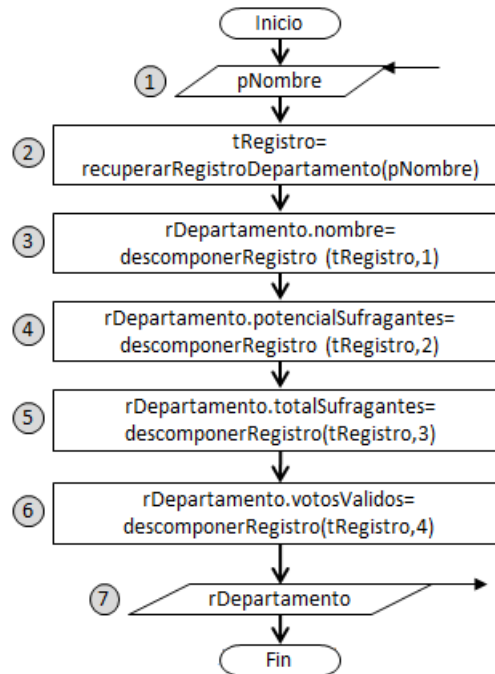 Inicio
1
pNombre
2
tRegistro=
recuperarRegistroDepartamento(pNombre)
3
rDepartamento.nombre=
descomponerRegistro (tRegistro,1)
4
rDepartamento.potencialSufragantes=
descomponerRegistro (tRegistro,2)
5
rDepartamento.totalSufragantes=
descomponerRegistro(tRegistro,3)
6
rDepartamento.votosValidos=
descomponerRegistro(tRegistro,4)
7
rDepartamento
Fin